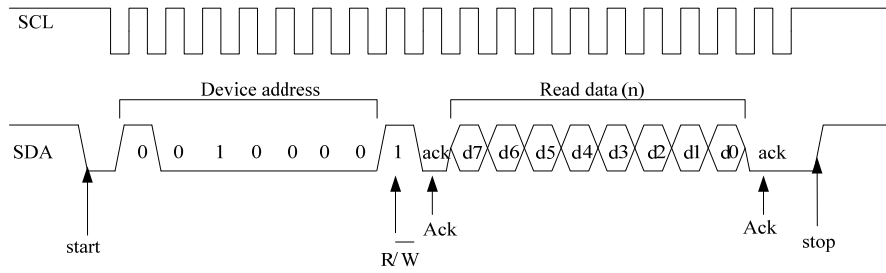 SCL
Device address
Read data (n)
SDA
0 0 1 0 0 0 0 1 ack d7 d6 d5 d4 d3 d2 d1 d0 ack
start
Ack
Ack
stop
R/W̅